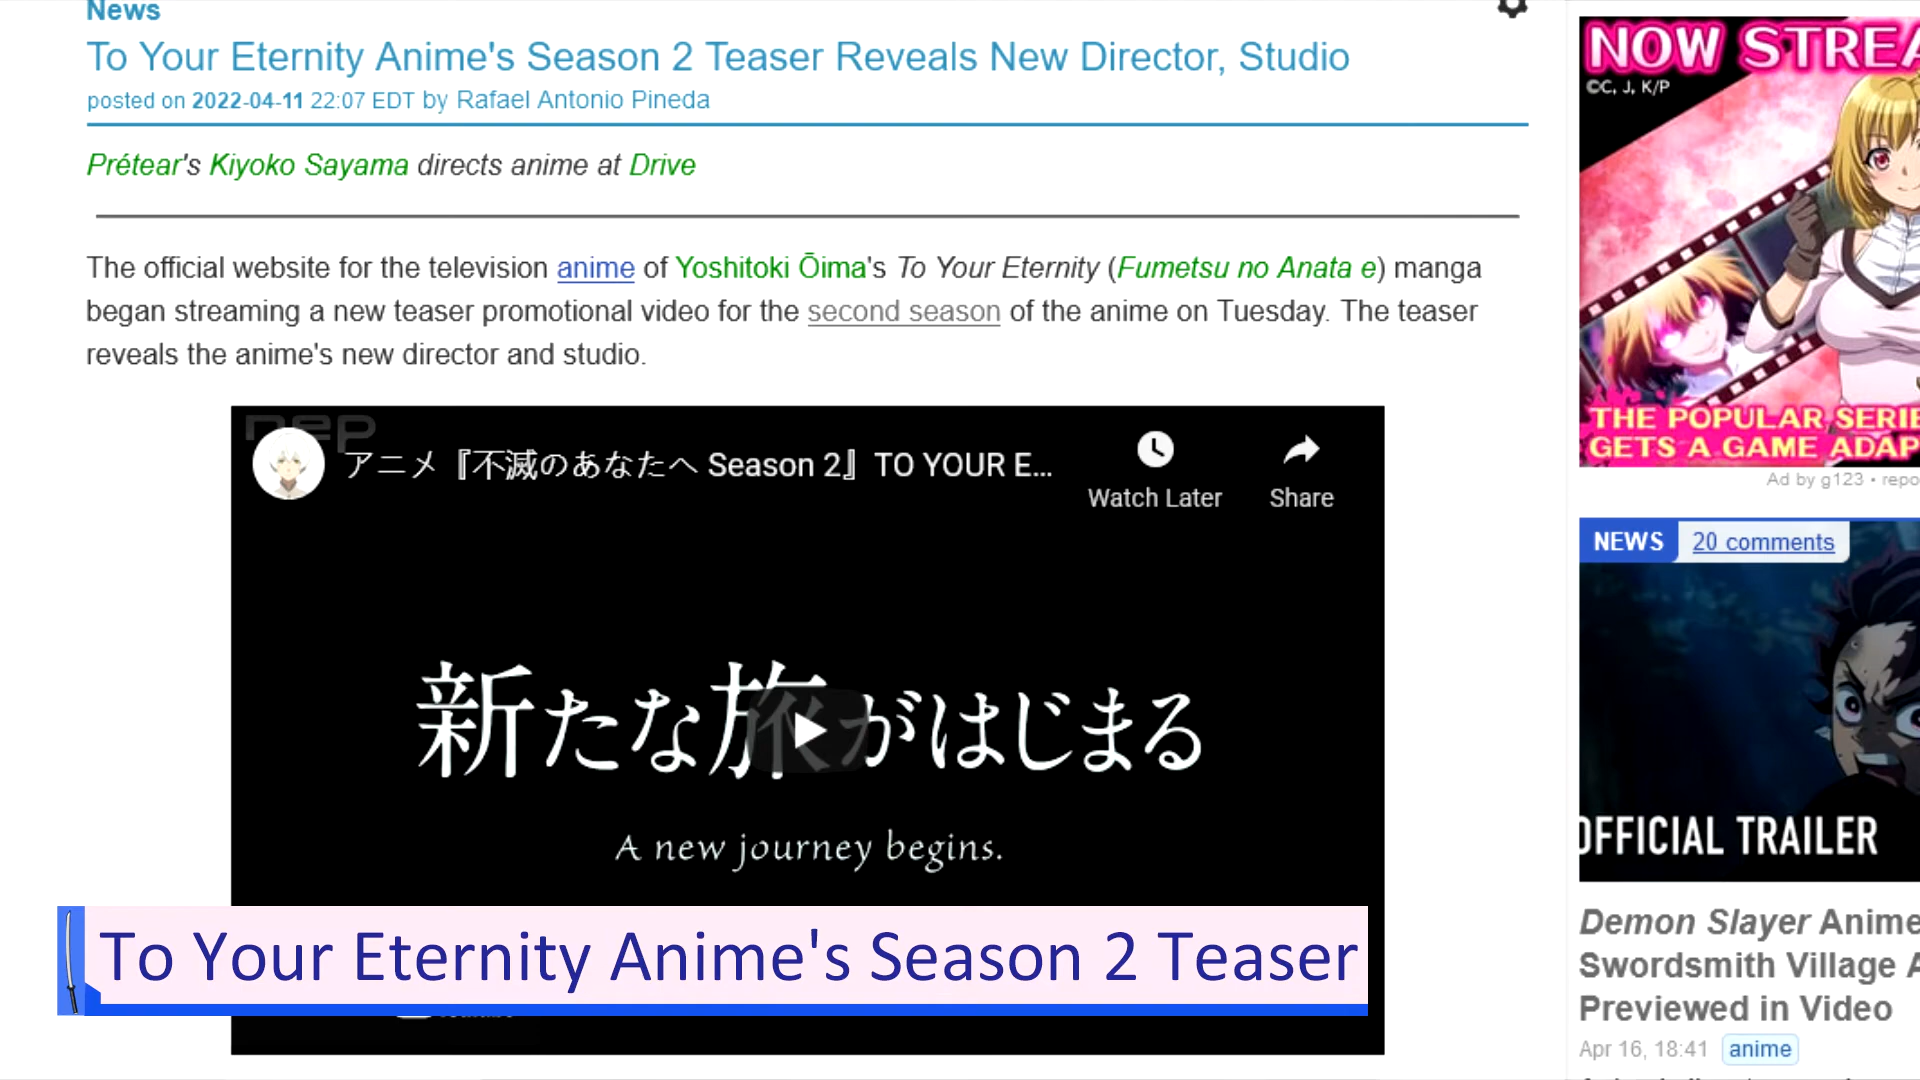 News
To Your Eternity Anime's Season 2 Teaser Reveals New Director, Studio
posted on 2022-04-11 22:07 EDT by Rafael Antonio Pineda
Prétear's Kiyoko Sayama directs anime at Drive
The official website for the television anime of Yoshitoki Ōima's To Your Eternity (Fumetsu no Anata e) manga
began streaming a new teaser promotional video for the second season of the anime on Tuesday. The teaser
reveals the anime's new director and studio.
nep
アニメ『不滅のあなたへ Season 2』TO YOUR E...
Watch Later
Share
新たな旅がはじまる
A new journey begins.
To Your Eternity Anime's Season 2 Teaser
NOW STREA
©C, J, K/P
THE POPULAR SERIE
GETS A GAME ADAP
Ad by g123 • repo
NEWS
20 comments
OFFICIAL TRAILER
Demon Slayer Anime
Swordsmith Village A
Previewed in Video
Apr 16, 18:41 anime